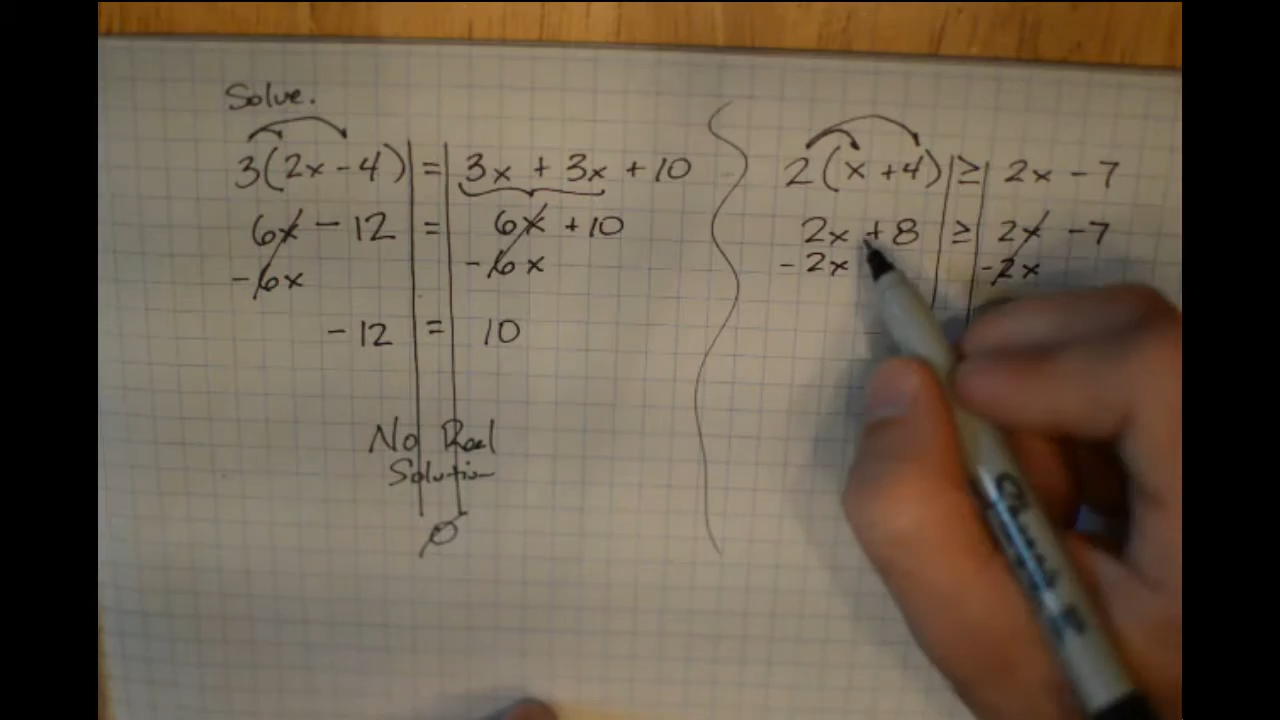 Solve.
3(2x - 4) = 3x + 3x + 10
6x - 12 = 6x + 10
- 6x - 6x
- 12 = 10
No Real
Solution
∅
2(x + 4) ≥ 2x - 7
2x + 8 ≥ 2x - 7
- 2x - 2x